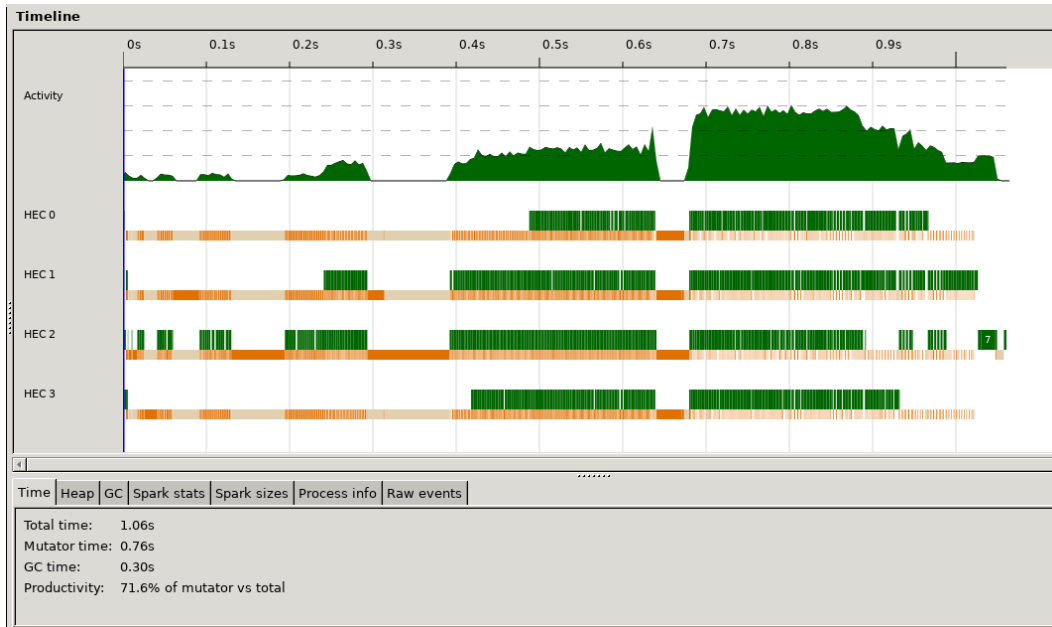 Timeline
0s 0.1s 0.2s 0.3s 0.4s 0.5s 0.6s 0.7s 0.8s 0.9s
Activity
HEC 0
HEC 1
HEC 2
7
HEC 3
Time Heap GC Spark stats Spark sizes Process info Raw events
Total time: 1.06s
Mutator time: 0.76s
GC time: 0.30s
Productivity: 71.6% of mutator vs total